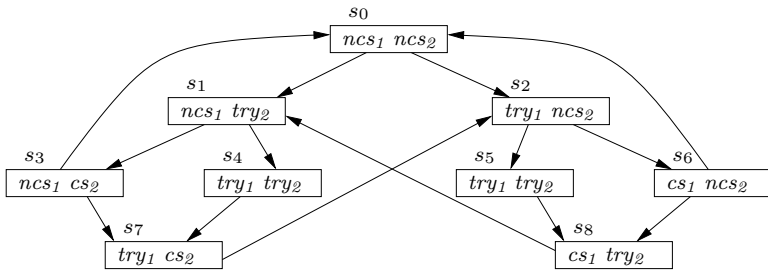 s0
ncs1 ncs2
s1
s2
ncs1 try2
try1 ncs2
s3
s4
s5
s6
ncs1 cs2
try1 try2
try1 try2
cs1 ncs2
s7
s8
try1 cs2
cs1 try2